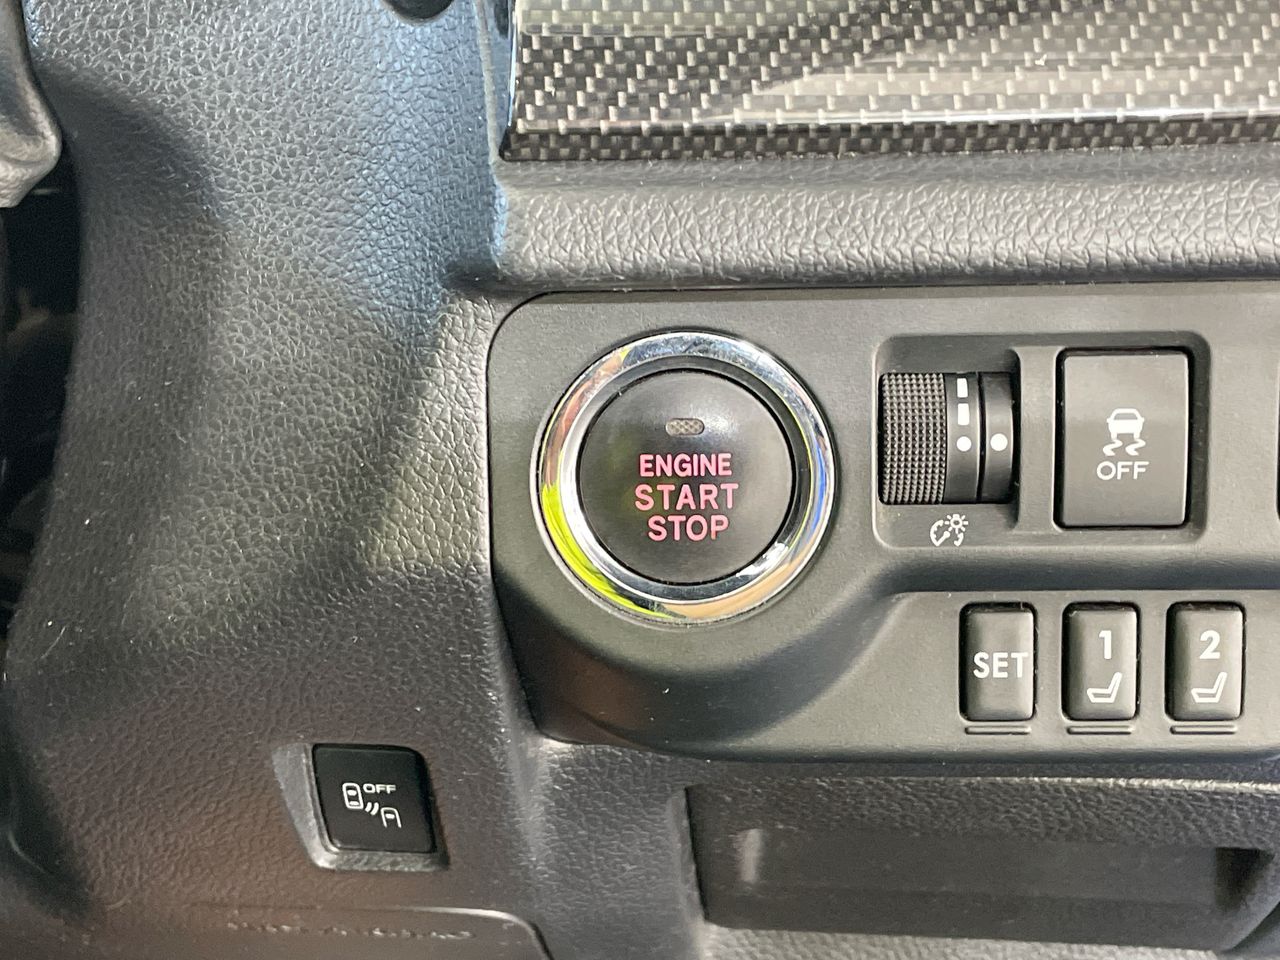 ENGINE
START
STOP
OFF
SET
1
2
OFF